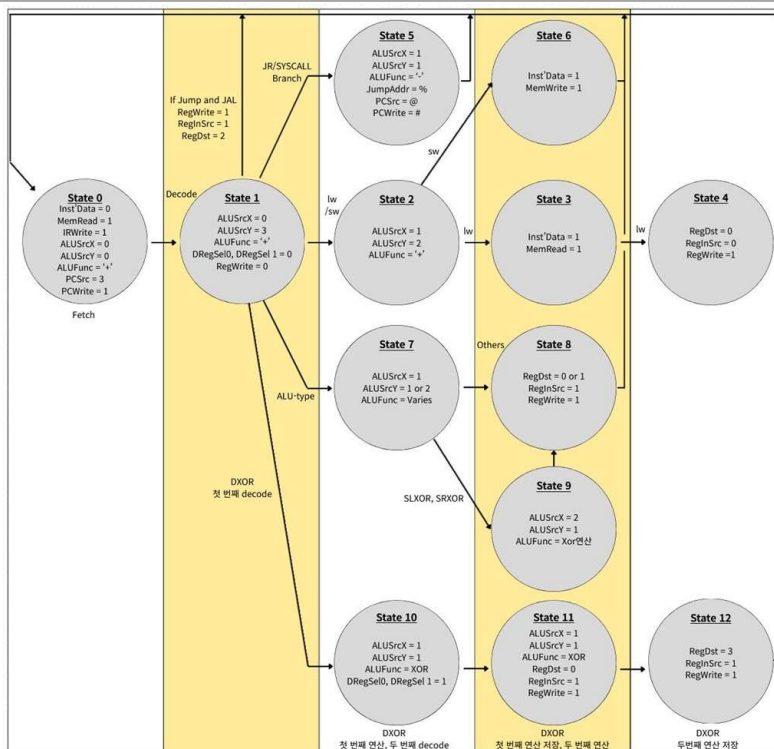 State 5
ALUSrcX = 1
ALUSrcY = 1
ALUFunc = ‘-’
JumpAddr = %
PCSrc = @
PCWrite = #
State 6
Inst’Data = 1
MemWrite = 1
JR/SYSCALL
Branch
If Jump and JAL
RegWrite = 1
RegInSrc = 1
RegDst = 2
sw
Decode
State 0
Inst’Data = 0
MemRead = 1
IRWrite = 1
ALUSrcX = 0
ALUSrcY = 0
ALUFunc = ‘+’
PCSrc = 3
PCWrite = 1
Fetch
State 1
ALUSrcX = 0
ALUSrcY = 3
ALUFunc = ‘+’
DRegSel0, DRegSel 1 = 0
RegWrite = 0
lw
/sw
State 2
ALUSrcX = 1
ALUSrcY = 2
ALUFunc = ‘+’
lw
State 3
Inst’Data = 1
MemRead = 1
lw
State 4
RegDst = 0
RegInSrc = 0
RegWrite =1
ALU-type
State 7
ALUSrcX = 1
ALUSrcY = 1 or 2
ALUFunc = Varies
Others
State 8
RegDst = 0 or 1
RegInSrc = 1
RegWrite = 1
DXOR
첫 번째 decode
SLXOR, SRXOR
State 9
ALUSrcX = 2
ALUSrcY = 1
ALUFunc = Xor연산
State 10
ALUSrcX = 1
ALUSrcY = 1
ALUFunc = XOR
DRegSel0, DRegSel 1 = 1
DXOR
첫 번째 연산, 두 번째 decode
State 11
ALUSrcX = 1
ALUSrcY = 1
ALUFunc = XOR
RegDst = 0
RegInSrc = 1
RegWrite = 1
DXOR
첫 번째 연산 저장, 두 번째 연산
State 12
RegDst = 3
RegInSrc = 1
RegWrite = 1
DXOR
두번째 연산 저장